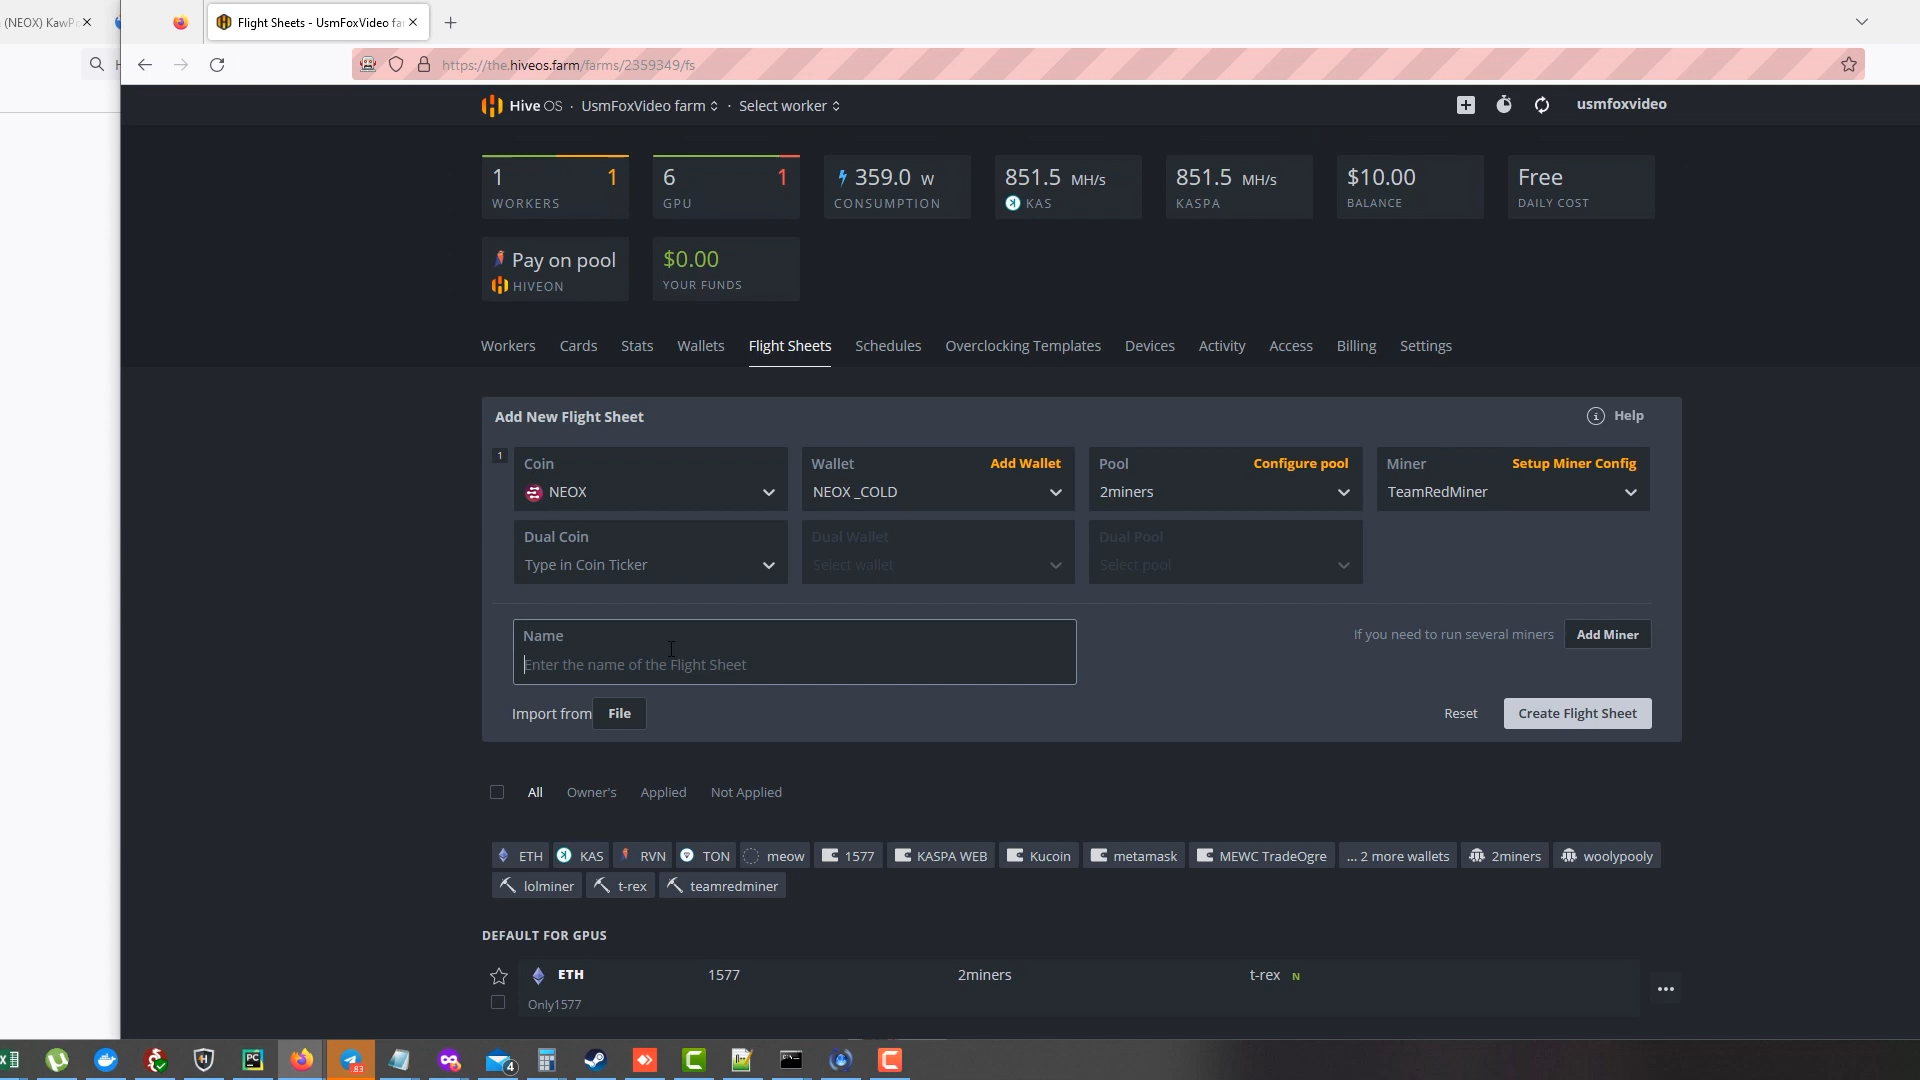 (NEOX) KawPo
Flight Sheets - UsmFoxVideo fa
https://the.hiveos.farm/farms/2359349/fs
Hive OS · UsmFoxVideo farm · Select worker
usmfoxvideo
1 1
WORKERS
6 1
GPU
359.0 W
CONSUMPTION
851.5 MH/s
KAS
851.5 MH/s
KASPA
$10.00
BALANCE
Free
DAILY COST
Pay on pool
HIVEON
$0.00
YOUR FUNDS
Workers Cards Stats Wallets Flight Sheets Schedules Overclocking Templates Devices Activity Access Billing Settings
Add New Flight Sheet
Help
1
Coin
NEOX
Wallet Add Wallet
NEOX _COLD
Pool Configure pool
2miners
Miner Setup Miner Config
TeamRedMiner
Dual Coin
Type in Coin Ticker
Dual Wallet
Select wallet
Dual Pool
Select pool
Name
Enter the name of the Flight Sheet
If you need to run several miners Add Miner
Import from File
Reset Create Flight Sheet
All Owner's Applied Not Applied
ETH KAS RVN TON meow 1577 KASPA WEB Kucoin metamask MEWC TradeOgre ... 2 more wallets 2miners woolypooly
lolminer t-rex teamredminer
DEFAULT FOR GPUS
ETH 1577 2miners t-rex N
Only1577
PC
83
4